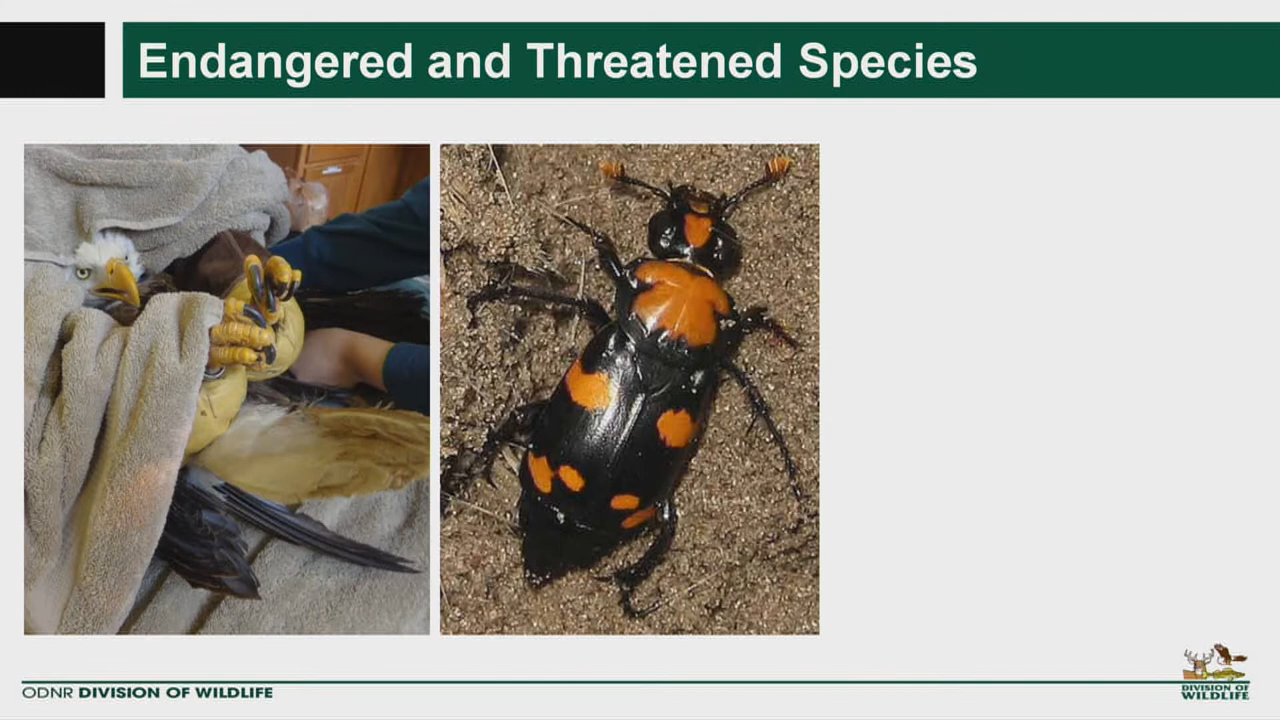 Endangered and Threatened Species
ODNR DIVISION OF WILDLIFE
DIVISION OF
WILDLIFE